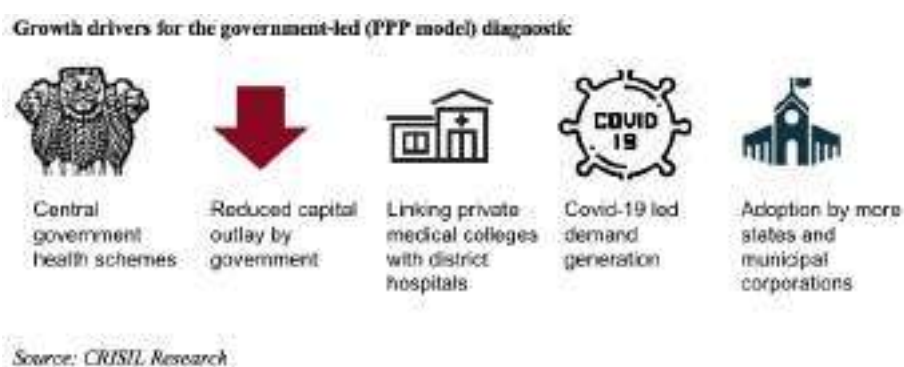 Growth drivers for the government-led (PPP model) diagnostic
COVID
19
Central
government
health schemes
Reduced capital
outlay by
government
Linking private
medical colleges
with district
hospitals
Covid-19 led
demand
generation
Adoption by more
states and
municipal
corporations
Source: CRISIL Research